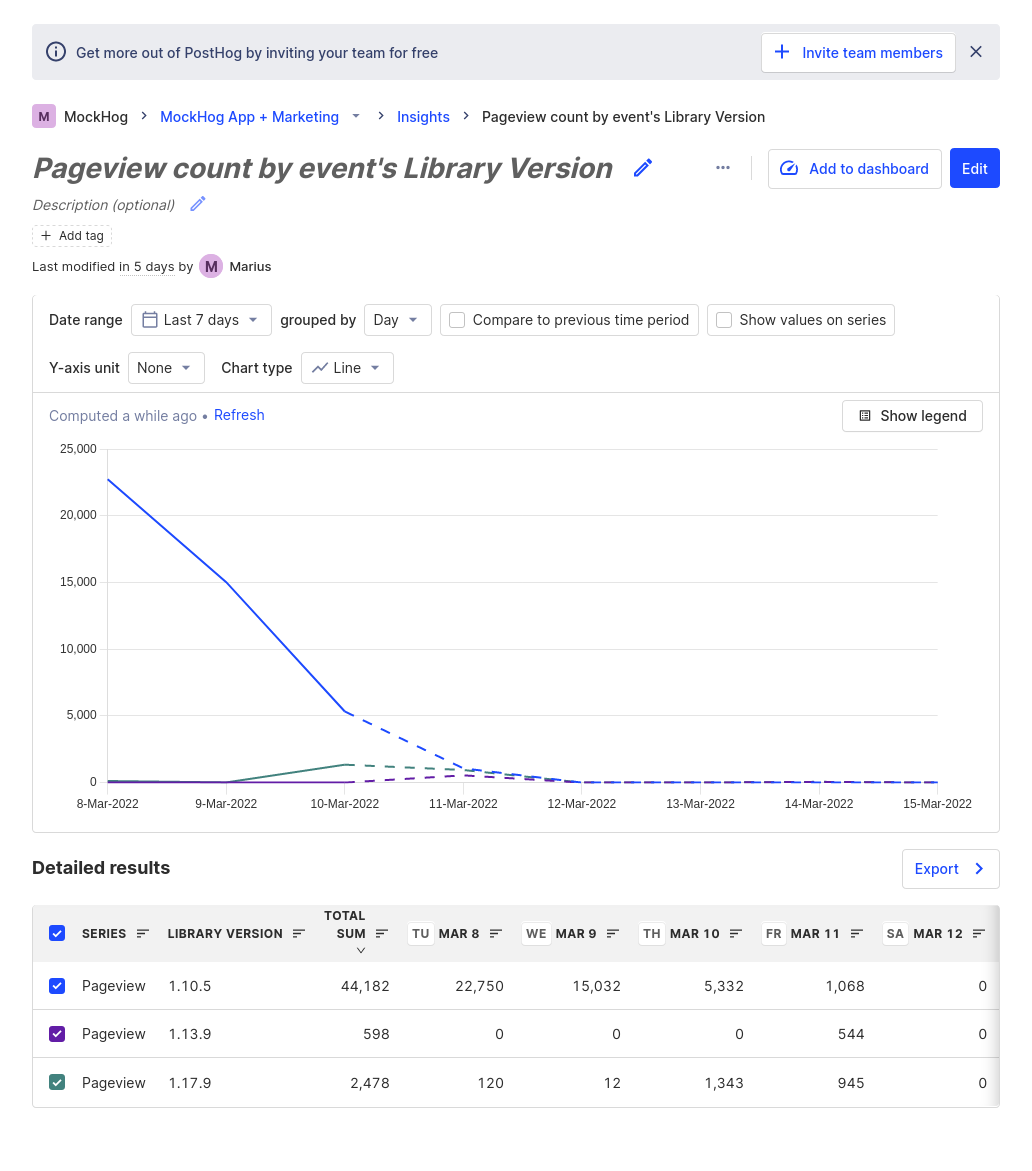 Get more out of PostHog by inviting your team for free
Invite team members
M MockHog > MockHog App + Marketing > Insights > Pageview count by event's Library Version
Pageview count by event's Library Version
Add to dashboard
Edit
Description (optional)
+ Add tag
Last modified in 5 days by M Marius
Date range Last 7 days grouped by Day Compare to previous time period Show values on series
Y-axis unit None Chart type Line
Computed a while ago • Refresh
Show legend
25,000
20,000
15,000
10,000
5,000
0
8-Mar-2022 9-Mar-2022 10-Mar-2022 11-Mar-2022 12-Mar-2022 13-Mar-2022 14-Mar-2022 15-Mar-2022
Detailed results
Export
SERIES LIBRARY VERSION TOTAL SUM TU MAR 8 WE MAR 9 TH MAR 10 FR MAR 11 SA MAR 12
Pageview 1.10.5 44,182 22,750 15,032 5,332 1,068 0
Pageview 1.13.9 598 0 0 0 544 0
Pageview 1.17.9 2,478 120 12 1,343 945 0